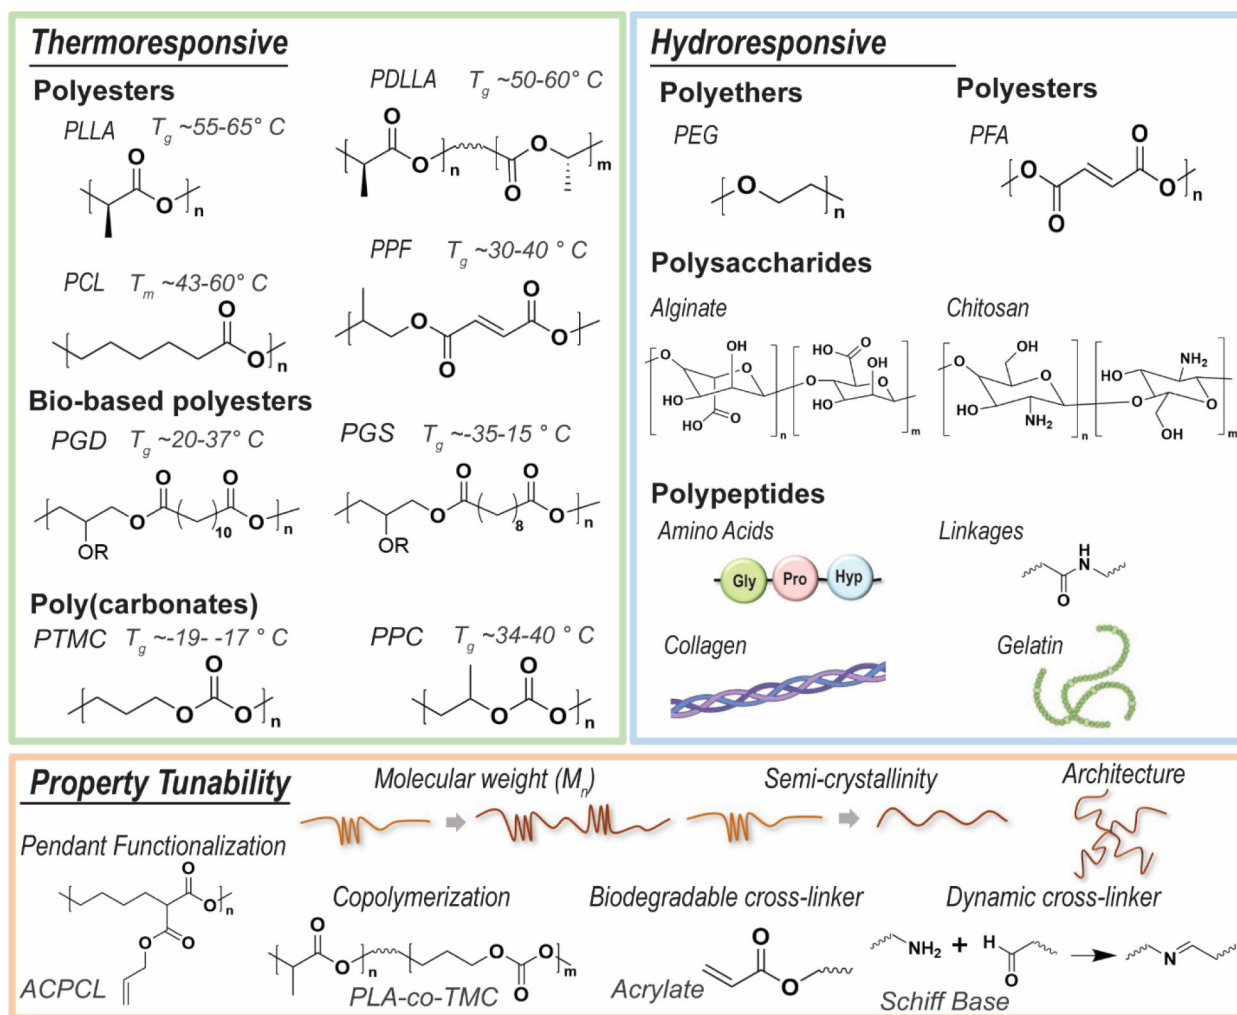 Thermoresponsive
Polyesters
PLLA Tg ~55-65° C
PDLLA Tg ~50-60° C
O
O
n
O
O
n
O
O
m
PCL Tm ~43-60° C
PPF Tg ~30-40 ° C
O
O
n
O
O
O
O
n
Bio-based polyesters
PGD Tg ~20-37° C
PGS Tg ~-35-15 ° C
O
O
O
O
10
n
OR
O
O
O
O
8
n
OR
Poly(carbonates)
PTMC Tg ~-19- -17 ° C
PPC Tg ~34-40 ° C
O
O
O
n
O
O
O
n
Hydroresponsive
Polyethers
Polyesters
PEG
PFA
O
n
O
O
O
O
n
Polysaccharides
Alginate
Chitosan
O
OH
O
HO
HO
O
n
O
HO
O
OH
O
HO
m
O
OH
O
HO
NH2
n
O
HO
NH2
O
OH
m
Polypeptides
Amino Acids
Linkages
Gly Pro Hyp
H
N
O
Collagen
Gelatin
Property Tunability
Molecular weight (Mn)
Semi-crystallinity
Architecture
Pendant Functionalization
O
O
n
O
O
ACPCL
Copolymerization
O
O
n
O
O
O
m
PLA-co-TMC
Biodegradable cross-linker
O
O
Acrylate
Dynamic cross-linker
NH2 + H
O
N
Schiff Base